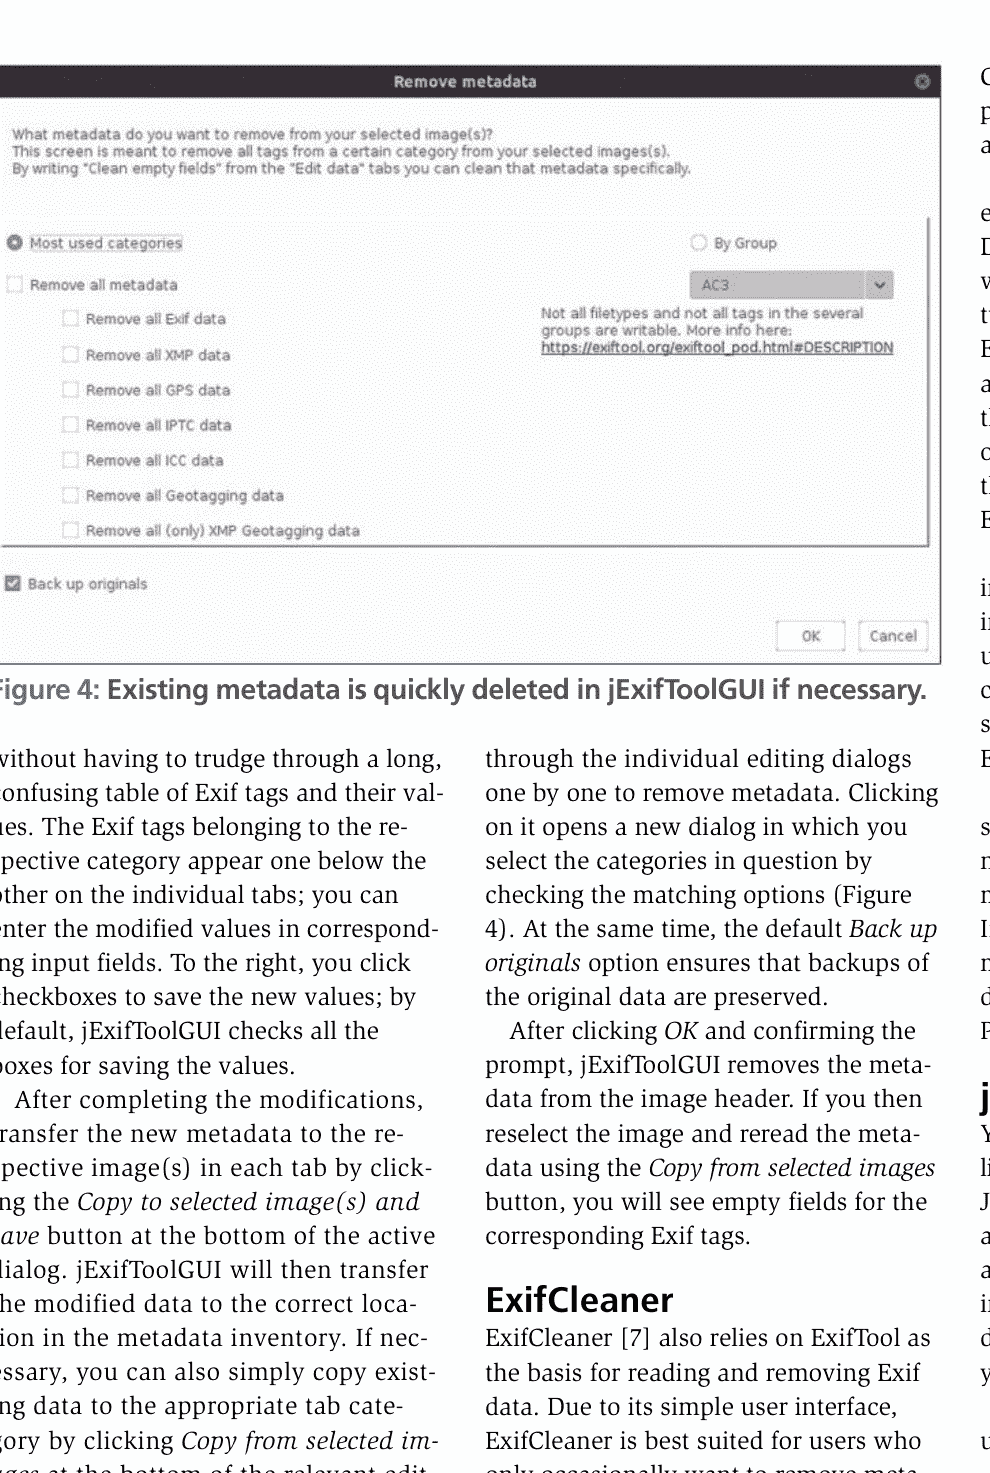 Remove metadata
What metadata do you want to remove from your selected image(s)?
This screen is meant to remove all tags from a certain category from your selected images(s).
By writing "Clean empty fields" from the "Edit data" tabs you can clean that metadata specifically.
Most used categories
Remove all metadata
Remove all Exif data
Remove all XMP data
Remove all GPS data
Remove all IPTC data
Remove all ICC data
Remove all Geotagging data
Remove all (only) XMP Geotagging data
By Group
AC3
Not all filetypes and not all tags in the several
groups are writable. More info here:
https://exiftool.org/exiftool_pod.html#DESCRIPTION
Back up originals
OK
Cancel
Figure 4: Existing metadata is quickly deleted in jExifToolGUI if necessary.
without having to trudge through a long,
confusing table of Exif tags and their val-
ues. The Exif tags belonging to the re-
spective category appear one below the
other on the individual tabs; you can
enter the modified values in correspond-
ing input fields. To the right, you click
checkboxes to save the new values; by
default, jExifToolGUI checks all the
boxes for saving the values.
After completing the modifications,
transfer the new metadata to the re-
spective image(s) in each tab by click-
ing the Copy to selected image(s) and
save button at the bottom of the active
dialog. jExifToolGUI will then transfer
the modified data to the correct loca-
tion in the metadata inventory. If nec-
essary, you can also simply copy exist-
ing data to the appropriate tab cate-
gory by clicking Copy from selected im-
ages at the bottom of the relevant edit-
through the individual editing dialogs
one by one to remove metadata. Clicking
on it opens a new dialog in which you
select the categories in question by
checking the matching options (Figure
4). At the same time, the default Back up
originals option ensures that backups of
the original data are preserved.
After clicking OK and confirming the
prompt, jExifToolGUI removes the meta-
data from the image header. If you then
reselect the image and reread the meta-
data using the Copy from selected images
button, you will see empty fields for the
corresponding Exif tags.
ExifCleaner
ExifCleaner [7] also relies on ExifTool as
the basis for reading and removing Exif
data. Due to its simple user interface,
ExifCleaner is best suited for users who
only occasionally want to remove meta-